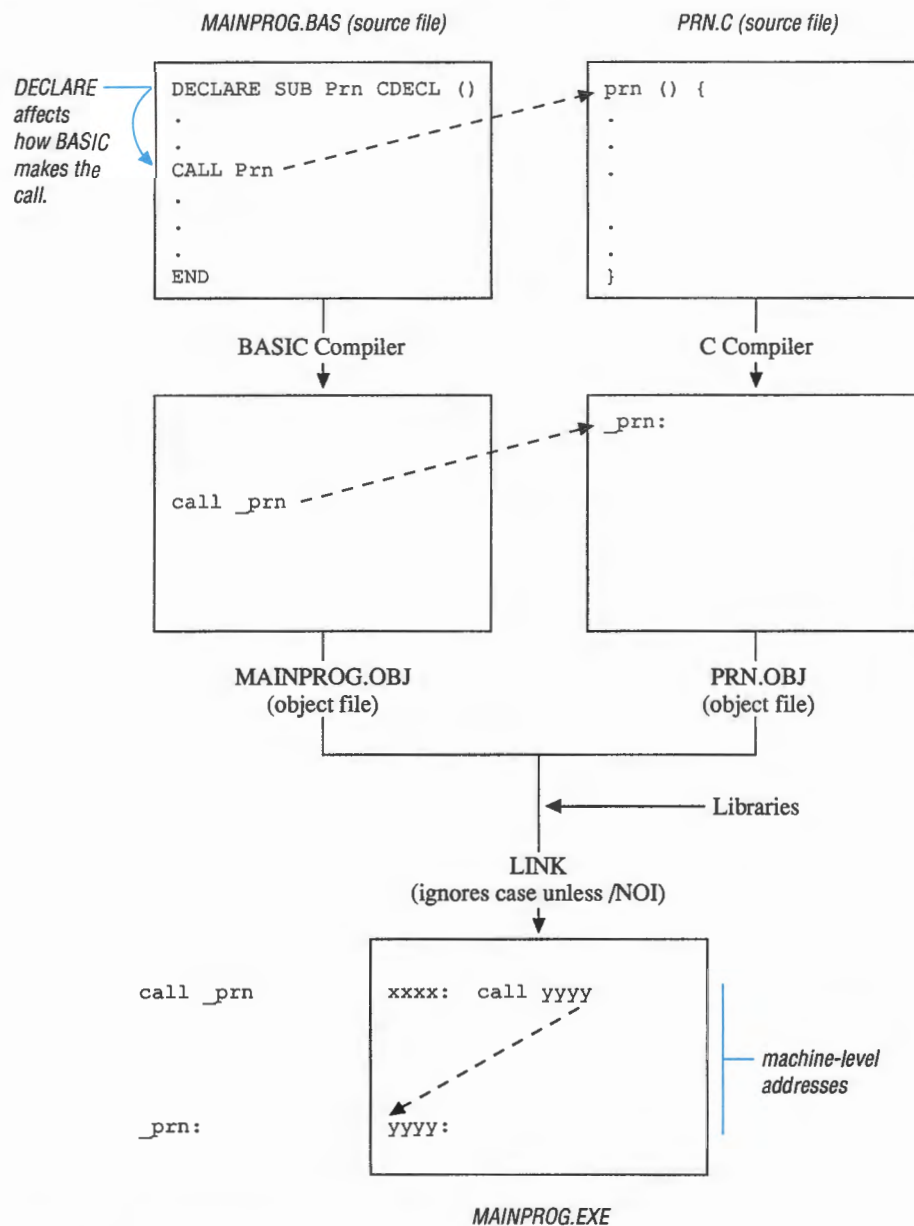 MAINPROG.BAS (source file)
PRN.C (source file)
DECLARE
affects
how BASIC
makes the
call.
DECLARE SUB Prn CDECL ()
.
.
CALL Prn
.
.
.
END
prn () {
.
.
.
.
.
}
BASIC Compiler
C Compiler
call _prn
_prn:
MAINPROG.OBJ
(object file)
PRN.OBJ
(object file)
Libraries
LINK
(ignores case unless /NOI)
call _prn
xxxx: call yyyy
machine-level
addresses
_prn:
yyyy:
MAINPROG.EXE